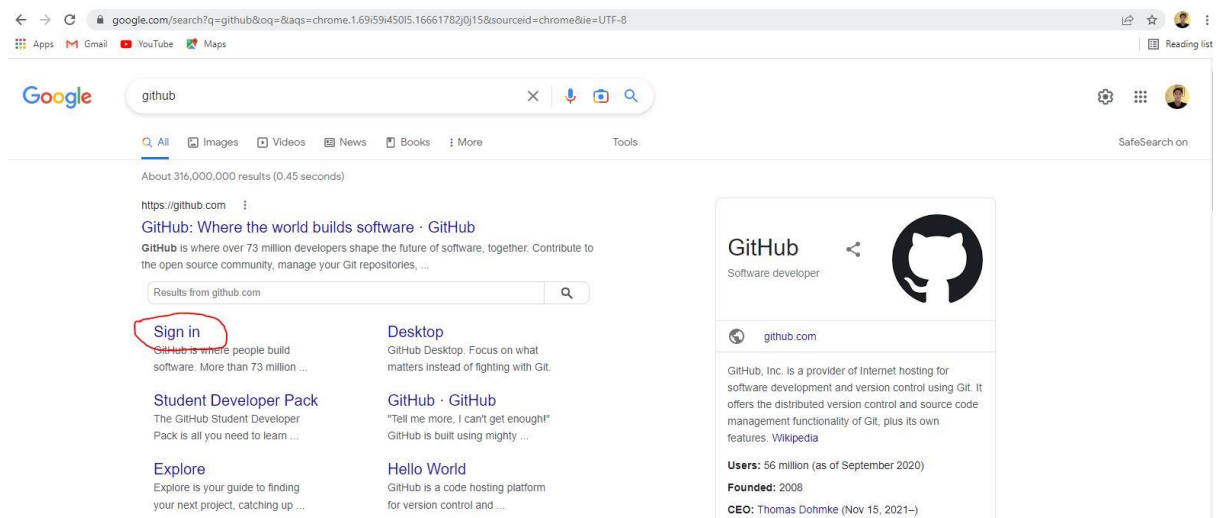 google.com/search?q=github&oq=&aqs=chrome.1.69i59i450l5.16661782j0j15&sourceid=chrome&ie=UTF-8
Apps Gmail YouTube Maps Reading list
Google github
All Images Videos News Books More Tools SafeSearch on
About 316,000,000 results (0.45 seconds)
https://github.com
GitHub: Where the world builds software · GitHub
GitHub is where over 73 million developers shape the future of software, together. Contribute to
the open source community, manage your Git repositories, ...
Results from github.com
Sign in
GitHub is where people build
software. More than 73 million ...
Desktop
GitHub Desktop. Focus on what
matters instead of fighting with Git.
Student Developer Pack
The GitHub Student Developer
Pack is all you need to learn ...
GitHub · GitHub
"Tell me more, I can't get enough!"
GitHub is built using mighty ...
Explore
Explore is your guide to finding
your next project, catching up ...
Hello World
GitHub is a code hosting platform
for version control and ...
GitHub
Software developer
github.com
GitHub, Inc. is a provider of Internet hosting for
software development and version control using Git. It
offers the distributed version control and source code
management functionality of Git, plus its own
features. Wikipedia
Users: 56 million (as of September 2020)
Founded: 2008
CEO: Thomas Dohmke (Nov 15, 2021–)